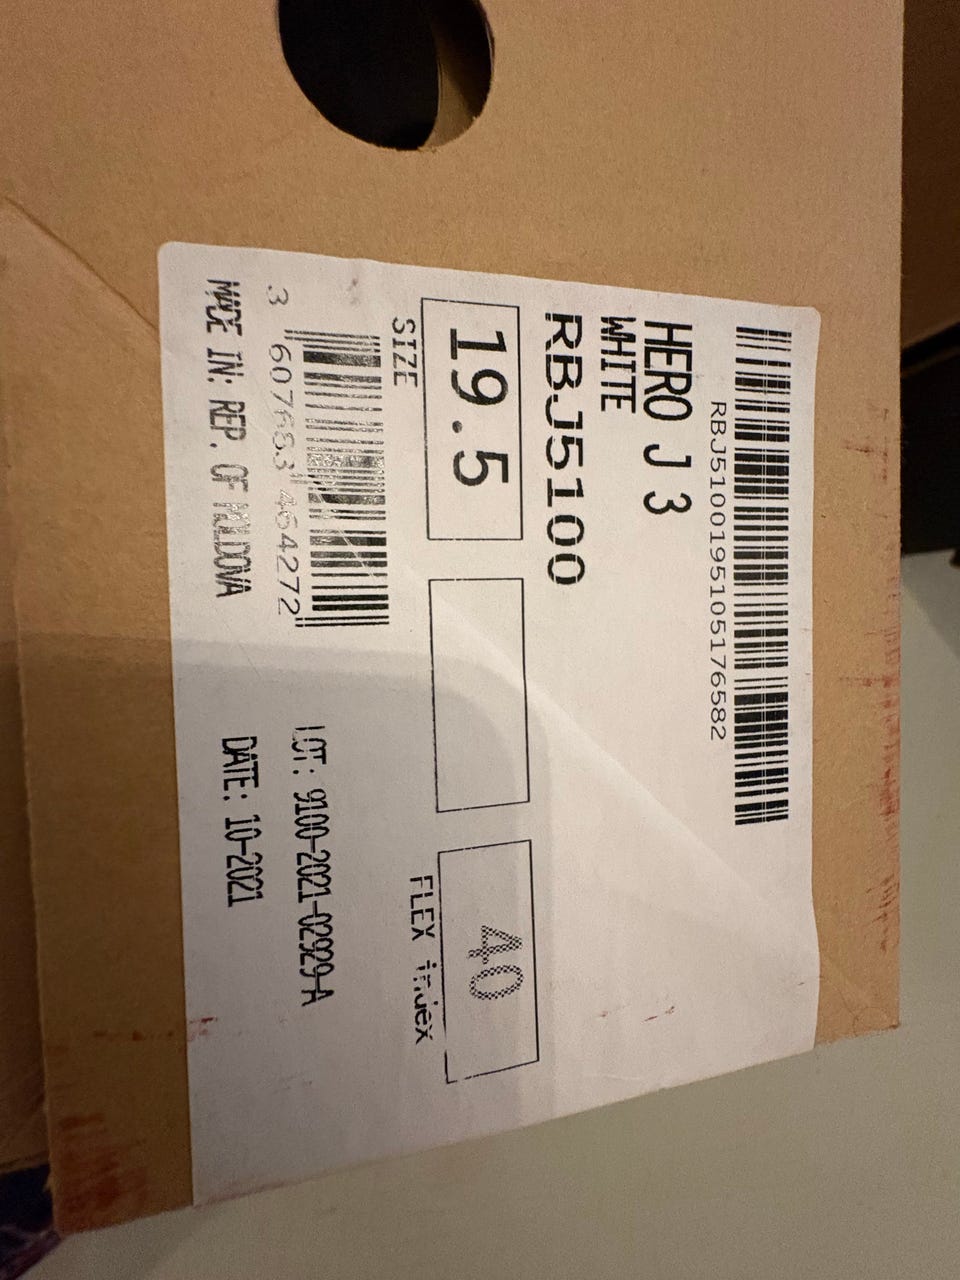 RBJ5100195105176582
HERO J 3
WHITE
RBJ5100
19.5
SIZE
40
FLEX index
3 607683 464272
LOT: 9100-2021-02929-A
MADE IN: REP. OF MOLDOVA
DATE: 10-2021